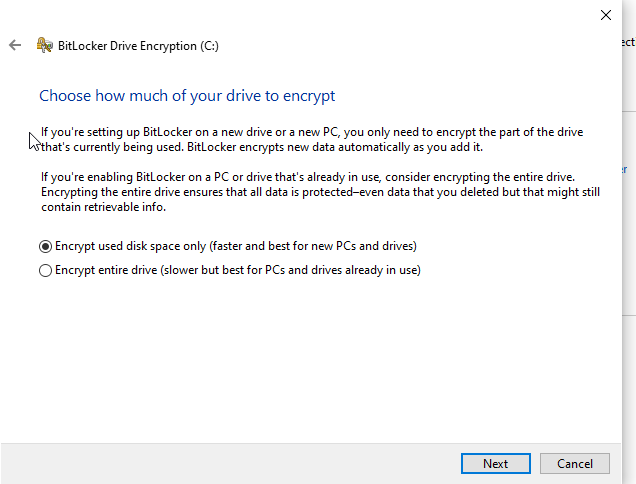 BitLocker Drive Encryption (C:)
Choose how much of your drive to encrypt
If you're setting up BitLocker on a new drive or a new PC, you only need to encrypt the part of the drive
that's currently being used. BitLocker encrypts new data automatically as you add it.
If you're enabling BitLocker on a PC or drive that's already in use, consider encrypting the entire drive.
Encrypting the entire drive ensures that all data is protected–even data that you deleted but that might still
contain retrievable info.
Encrypt used disk space only (faster and best for new PCs and drives)
Encrypt entire drive (slower but best for PCs and drives already in use)
Next Cancel